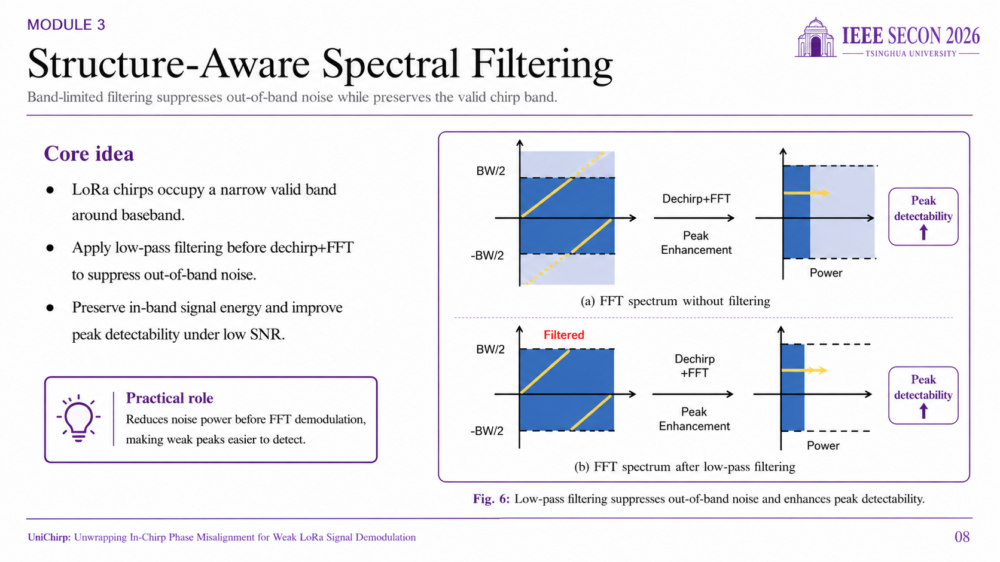 MODULE 3
IEEE SECON 2026
TSINGHUA UNIVERSITY
Structure-Aware Spectral Filtering
Band-limited filtering suppresses out-of-band noise while preserves the valid chirp band.
Core idea
● LoRa chirps occupy a narrow valid band
around baseband.
● Apply low-pass filtering before dechirp+FFT
to suppress out-of-band noise.
● Preserve in-band signal energy and improve
peak detectability under low SNR.
Practical role
Reduces noise power before FFT demodulation,
making weak peaks easier to detect.
BW/2
-BW/2
Dechirp+FFT
Peak
Enhancement
Power
Peak
detectability
(a) FFT spectrum without filtering
Filtered
BW/2
-BW/2
Dechirp
+FFT
Peak
Enhancement
Power
Peak
detectability
(b) FFT spectrum after low-pass filtering
Fig. 6: Low-pass filtering suppresses out-of-band noise and enhances peak detectability.
UniChirp: Unwrapping In-Chirp Phase Misalignment for Weak LoRa Signal Demodulation
08